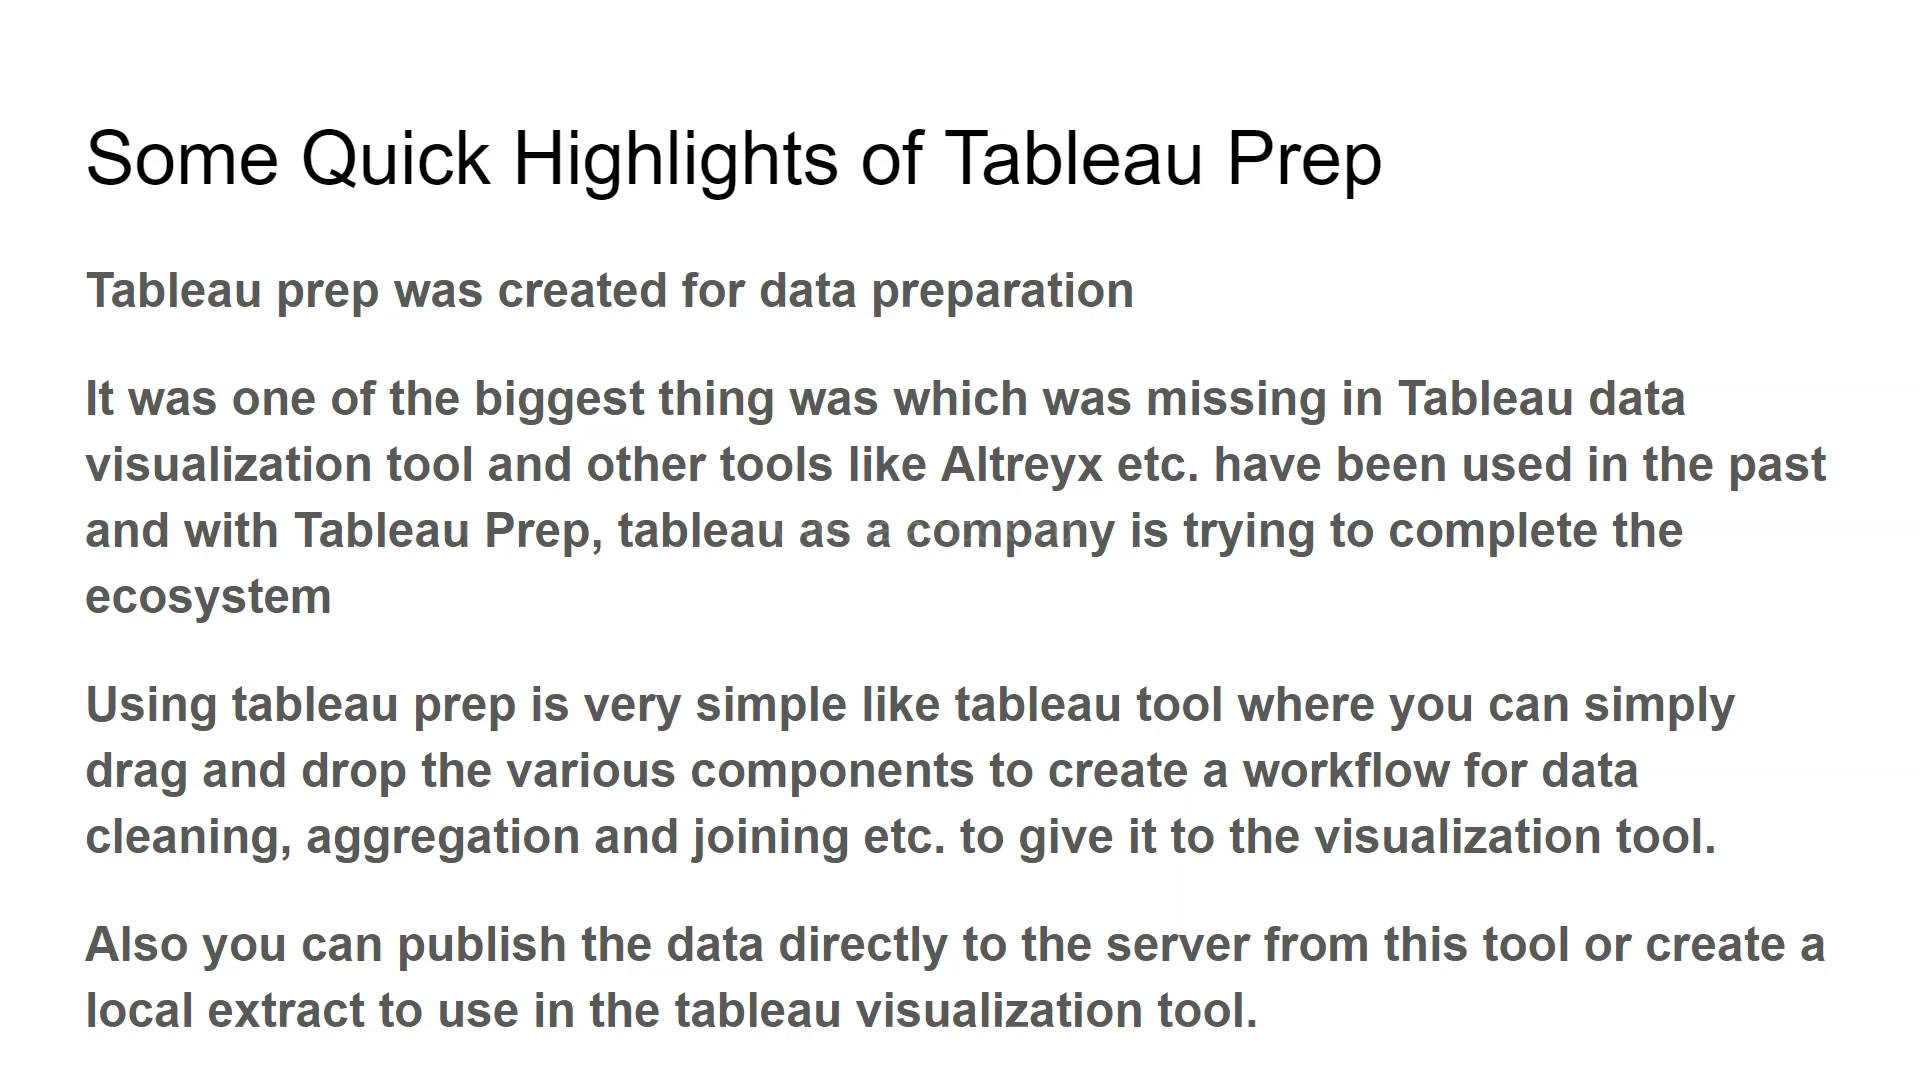 Some Quick Highlights of Tableau Prep
Tableau prep was created for data preparation
It was one of the biggest thing was which was missing in Tableau data
visualization tool and other tools like Altreyx etc. have been used in the past
and with Tableau Prep, tableau as a company is trying to complete the
ecosystem
Using tableau prep is very simple like tableau tool where you can simply
drag and drop the various components to create a workflow for data
cleaning, aggregation and joining etc. to give it to the visualization tool.
Also you can publish the data directly to the server from this tool or create a
local extract to use in the tableau visualization tool.